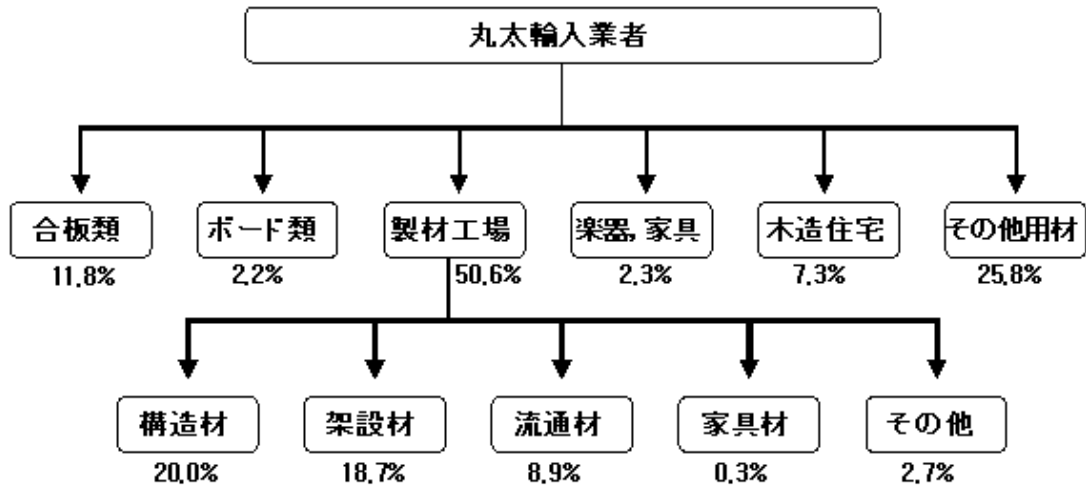 丸太輸入業者
合板類 ボード類 製材工場 楽器,家具 木造住宅 その他用材
11.8% 2.2% 50.6% 2.3% 7.3% 25.8%
構造材 架設材 流通材 家具材 その他
20.0% 18.7% 8.9% 0.3% 2.7%